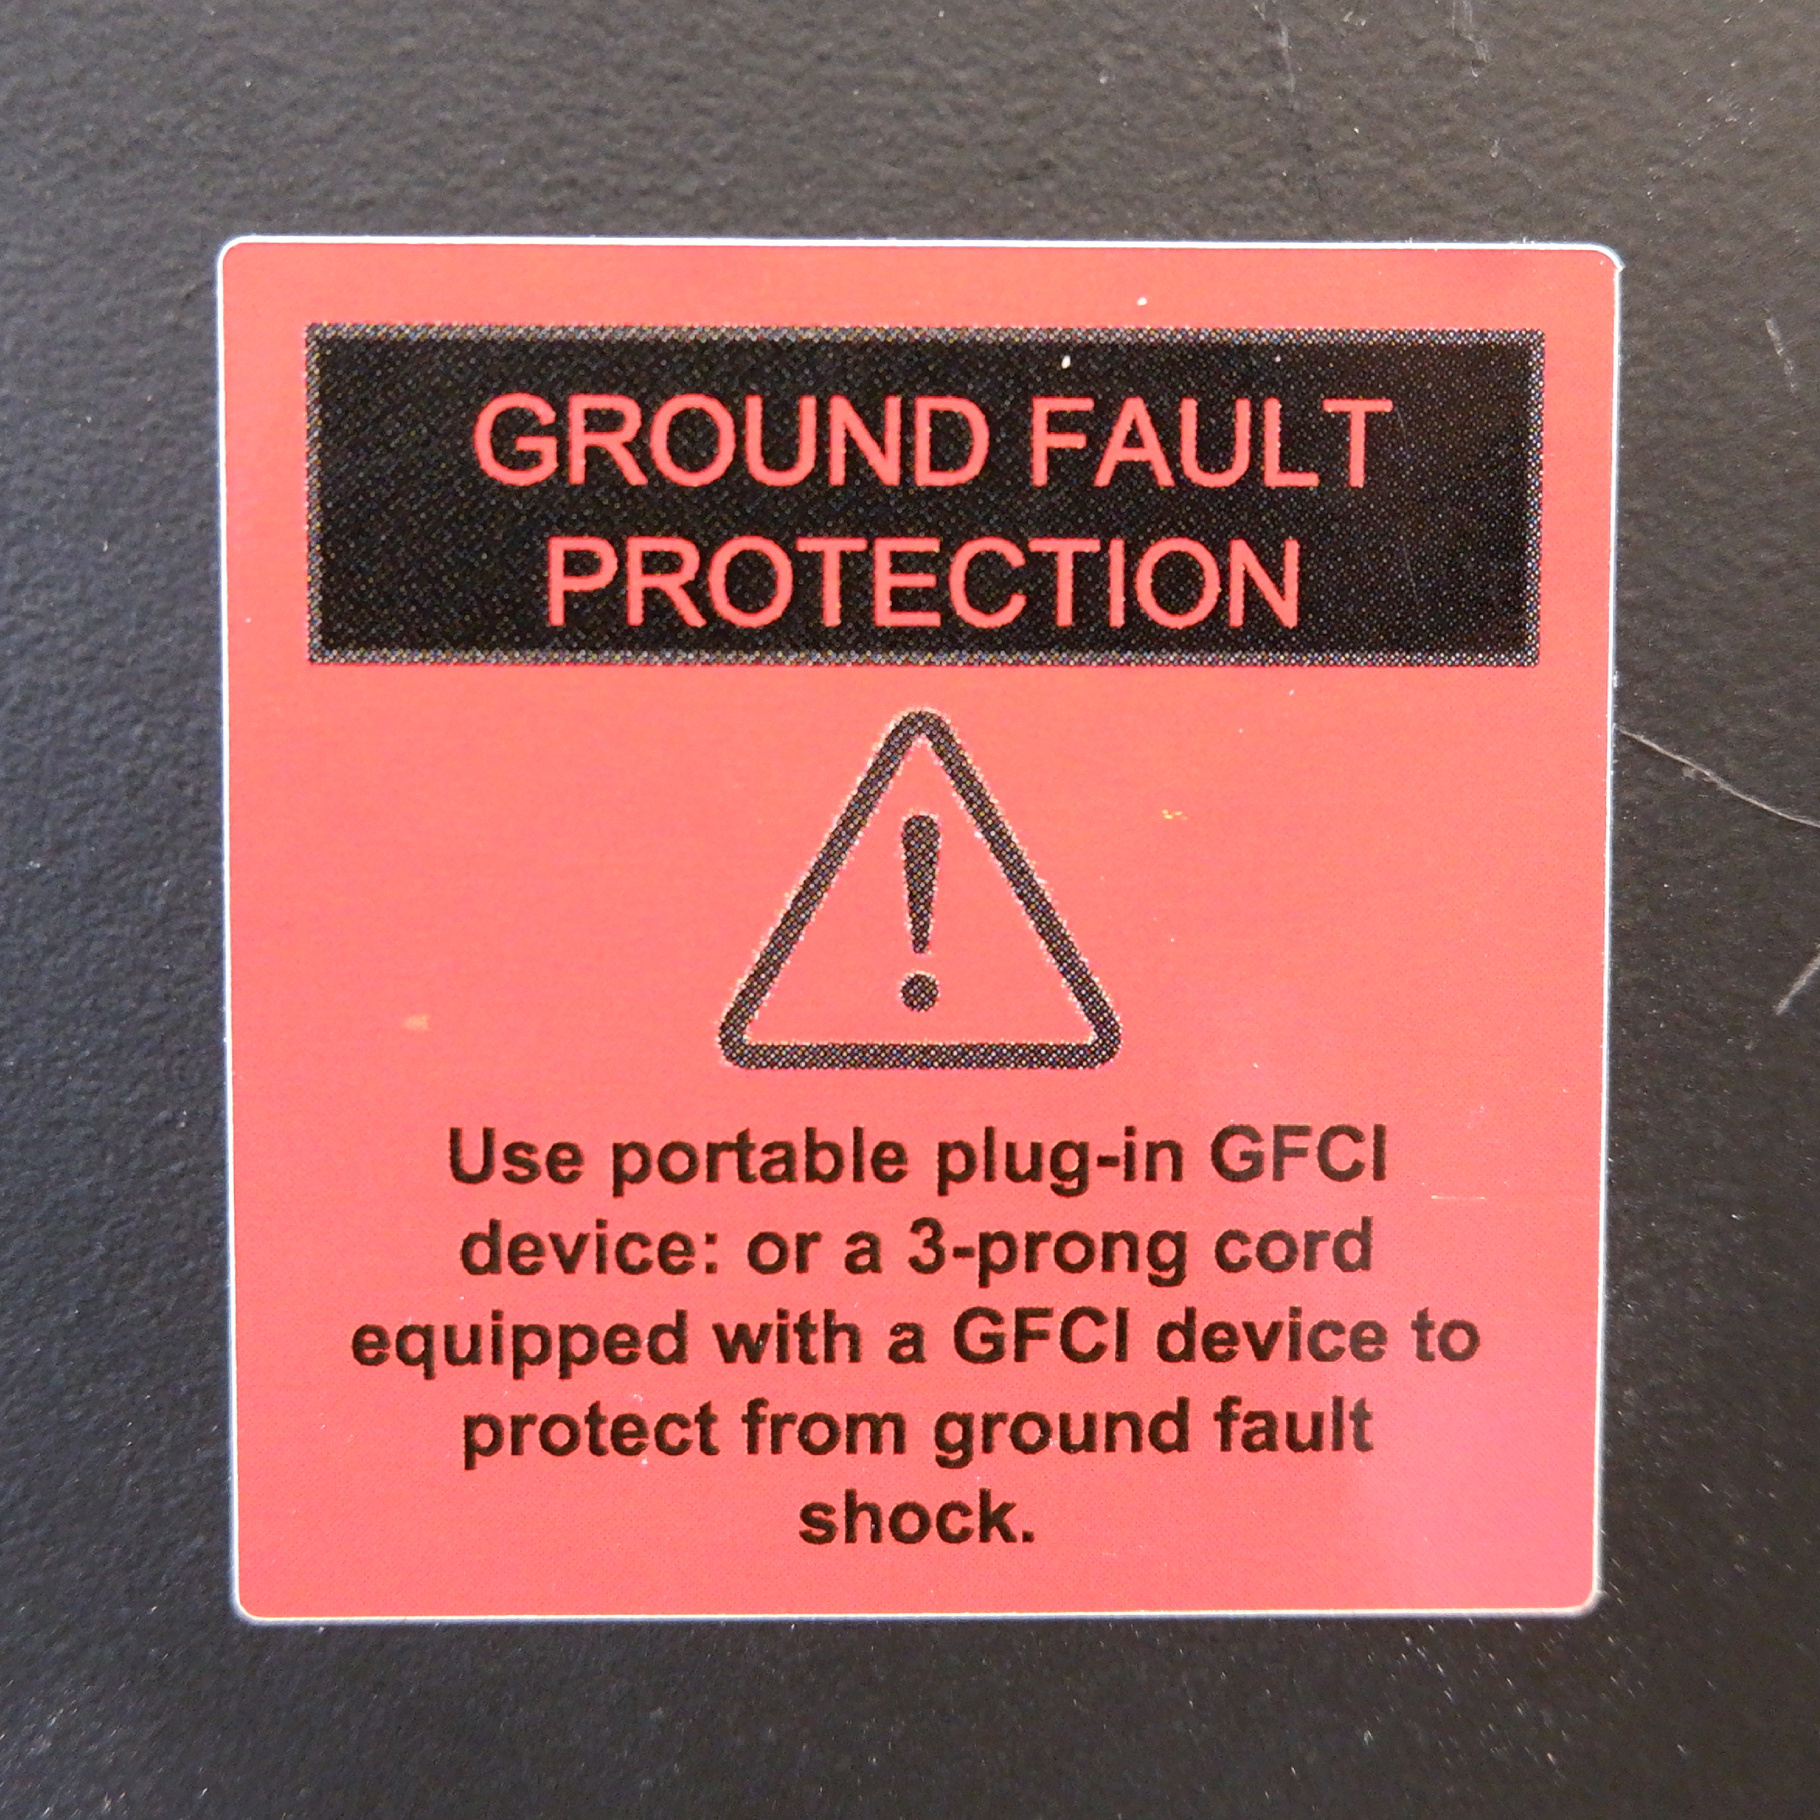 GROUND FAULT
PROTECTION
Use portable plug-in GFCI
device: or a 3-prong cord
equipped with a GFCI device to
protect from ground fault
shock.